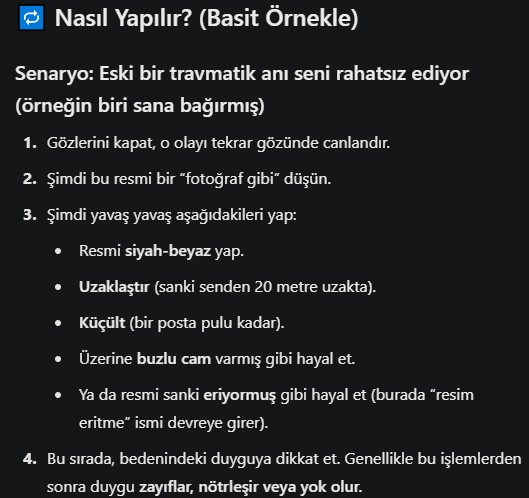 🔁 Nasıl Yapılır? (Basit Örnekle)
Senaryo: Eski bir travmatik anı seni rahatsız ediyor
(örneğin biri sana bağırmış)
1. Gözlerini kapat, o olayı tekrar gözünde canlandır.
2. Şimdi bu resmi bir "fotoğraf gibi" düşün.
3. Şimdi yavaş yavaş aşağıdakileri yap:
• Resmi siyah-beyaz yap.
• Uzaklaştır (sanki senden 20 metre uzakta).
• Küçült (bir posta pulu kadar).
• Üzerine buzlu cam varmış gibi hayal et.
• Ya da resmi sanki eriyormuş gibi hayal et (burada "resim
eritme" ismi devreye girer).
4. Bu sırada, bedenindeki duyguya dikkat et. Genellikle bu işlemlerden
sonra duygu zayıflar, nötrleşir veya yok olur.